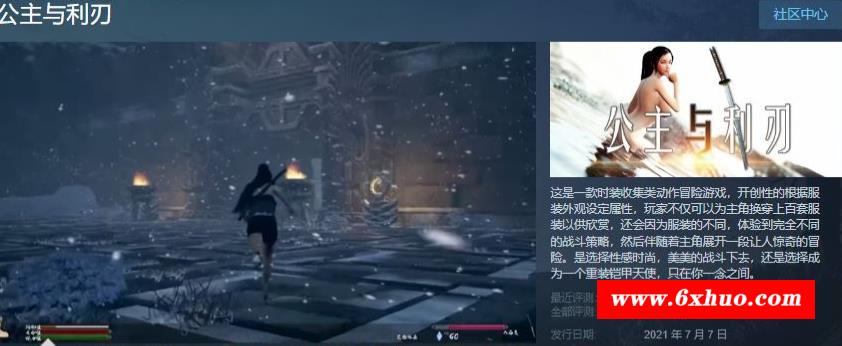 公主与利刃
社区中心
公主与利刃
这是一款时装收集类动作冒险游戏，开创性的根据服
装外观设定属性，玩家不仅可以为主角换穿上百套服
装以供欣赏，还会因为服装的不同，体验到完全不同
的战斗策略，然后伴随着主角展开一段让人惊奇的冒
险。是选择性感时尚，美美的战斗下去，还是选择成
为一个重装铠甲天使，只在你一念之间。
最近评测:
全部评测:
www.6xhuo.com
发行日期: 2021 年 7 月 7 日
60